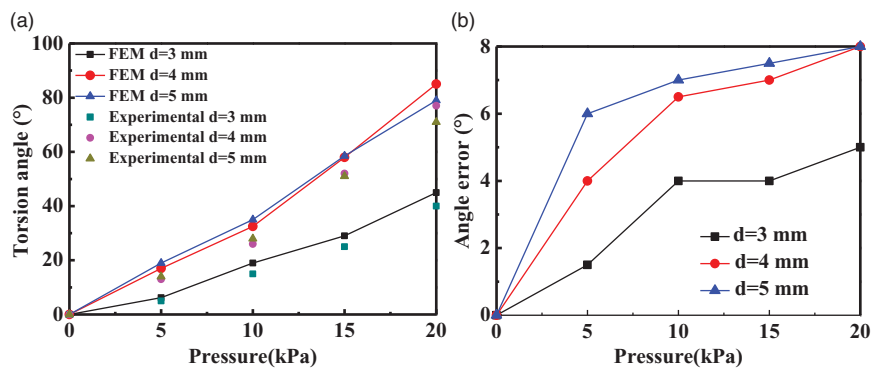 (a)
100
80
60
40
20
0
Torsion angle (°)
FEM d=3 mm
FEM d=4 mm
FEM d=5 mm
Experimental d=3 mm
Experimental d=4 mm
Experimental d=5 mm
0 5 10 15 20
Pressure(kPa)
(b)
8
6
4
2
0
Angle error (°)
d=3 mm
d=4 mm
d=5 mm
0 5 10 15 20
Pressure(kPa)